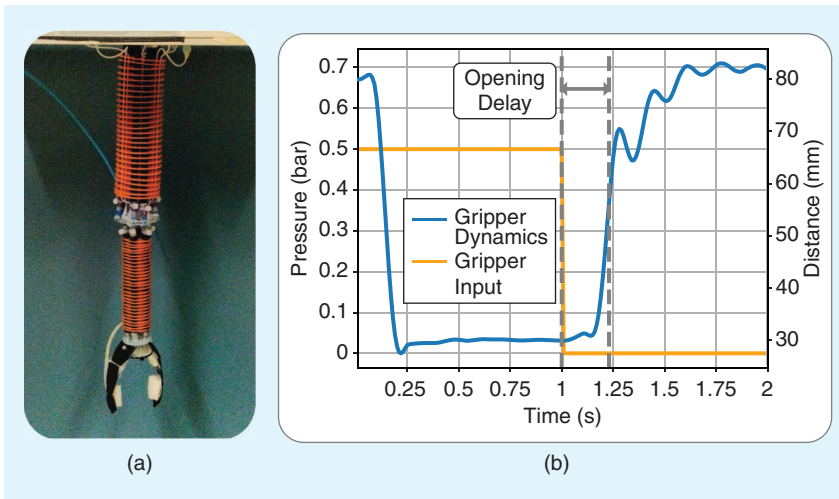 0.7
0.6
0.5
0.4
0.3
0.2
0.1
0
Pressure (bar)
Opening
Delay
Gripper
Dynamics
Gripper
Input
80
70
60
80
40
30
Distance (mm)
0.25 0.5 0.75 1 1.25 1.5 1.75 2
Time (s)
(a)
(b)